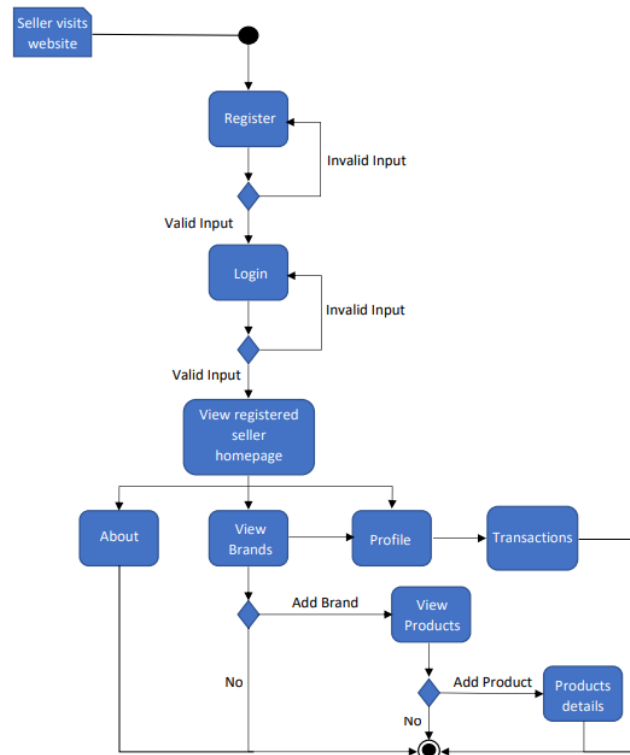 Seller visits
website
Register
Invalid Input
Valid Input
Login
Invalid Input
Valid Input
View registered
seller
homepage
About
View
Brands
Profile
Transactions
Add Brand
View
Products
No
Add Product
Products
details
No